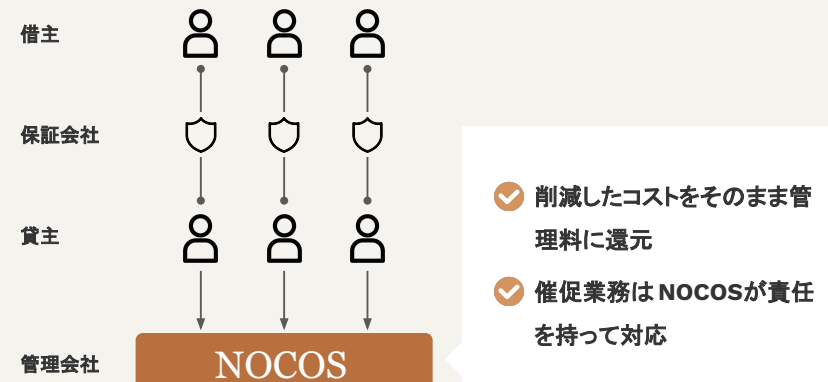 借主
保証会社
貸主
管理会社
NOCOS
削減したコストをそのまま管
理料に還元
催促業務はNOCOSが責任
を持って対応